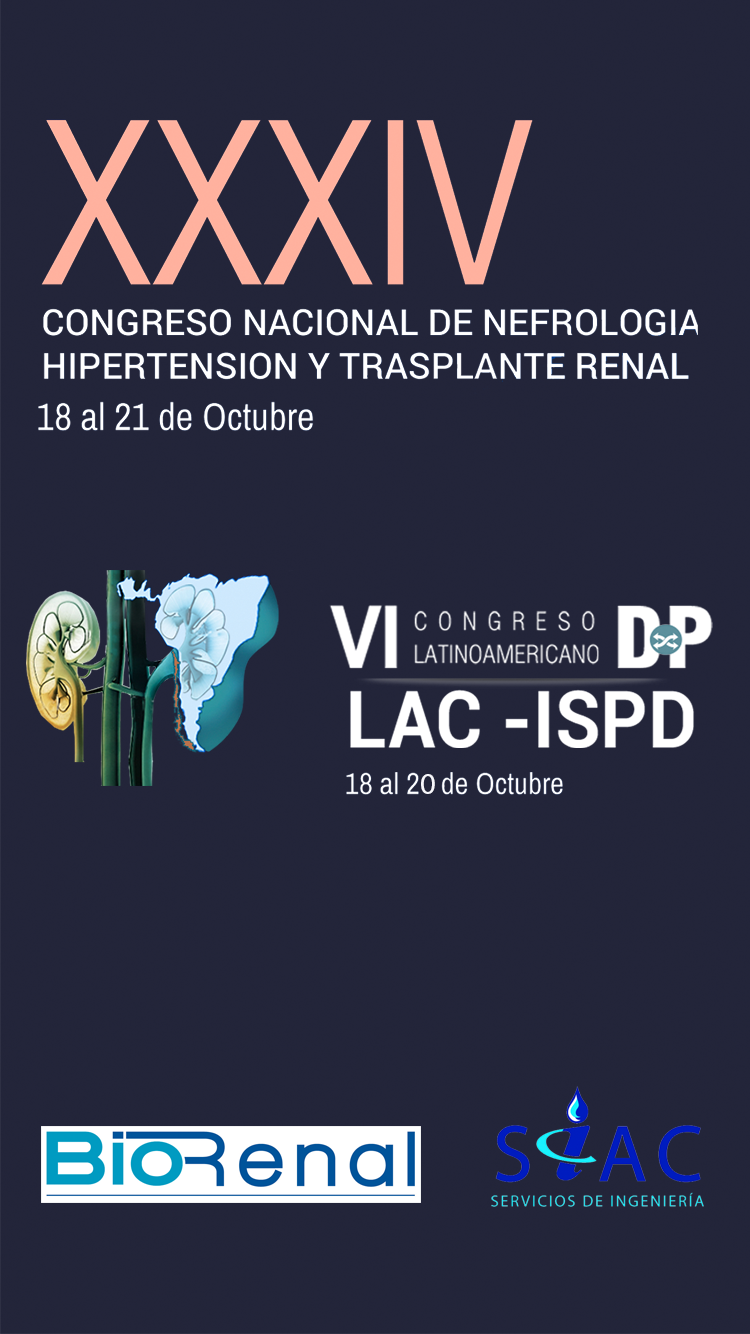 XXXIV
CONGRESO NACIONAL DE NEFROLOGIA
HIPERTENSION Y TRASPLANTE RENAL
18 al 21 de Octubre
VI CONGRESO LATINOAMERICANO DP
LAC -ISPD
18 al 20 de Octubre
BioRenal
SiAC
SERVICIOS DE INGENIERÍA